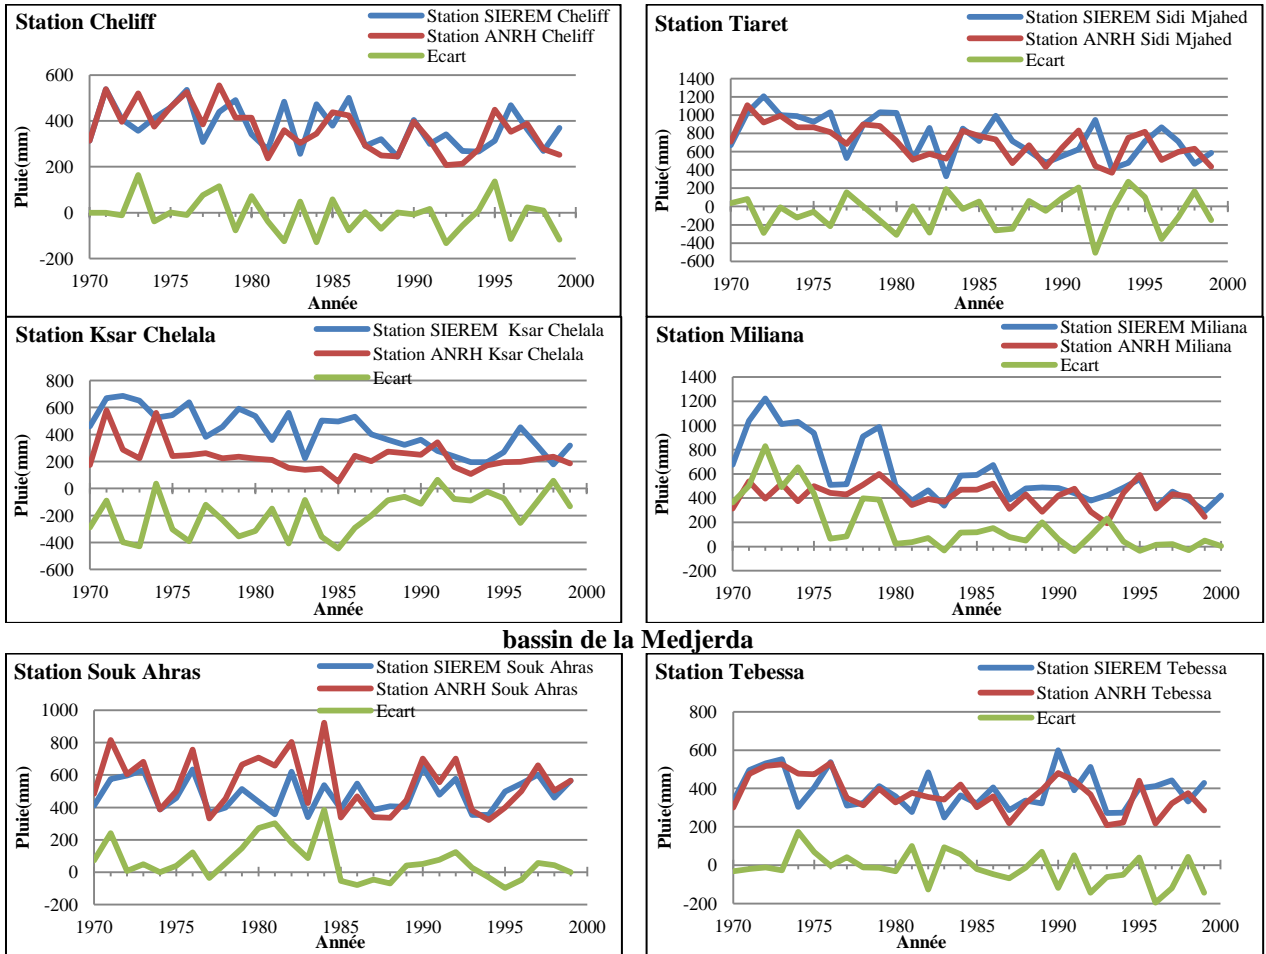 Station Cheliff
Station SIEREM Cheliff
Station ANRH Cheliff
Ecart
Pluie(mm)
600
400
200
0
-200
1970 1975 1980 1985 1990 1995 2000
Année
Station Tiaret
Station SIEREM Sidi Mjahed
Station ANRH Sidi Mjahed
Ecart
Pluie(mm)
1400
1200
1000
800
600
400
200
0
-200
-400
-600
1970 1975 1980 1985 1990 1995 2000
Année
Station Ksar Chelala
Station SIEREM Ksar Chelala
Station ANRH Ksar Chelala
Ecart
Pluie(mm)
800
600
400
200
0
-200
-400
-600
1970 1975 1980 1985 1990 1995 2000
Année
Station Miliana
Station SIEREM Miliana
Station ANRH Miliana
Ecart
Pluie(mm)
1400
1200
1000
800
600
400
200
0
-200
1970 1975 1980 1985 1990 1995 2000
Année
bassin de la Medjerda
Station Souk Ahras
Station SIEREM Souk Ahras
Station ANRH Souk Ahras
Ecart
Pluie(mm)
1000
800
600
400
200
0
-200
1970 1975 1980 1985 1990 1995 2000
Année
Station Tebessa
Station SIEREM Tebessa
Station ANRH Tebessa
Ecart
Pluie(mm)
800
600
400
200
0
-200
1970 1975 1980 1985 1990 1995 2000
Année